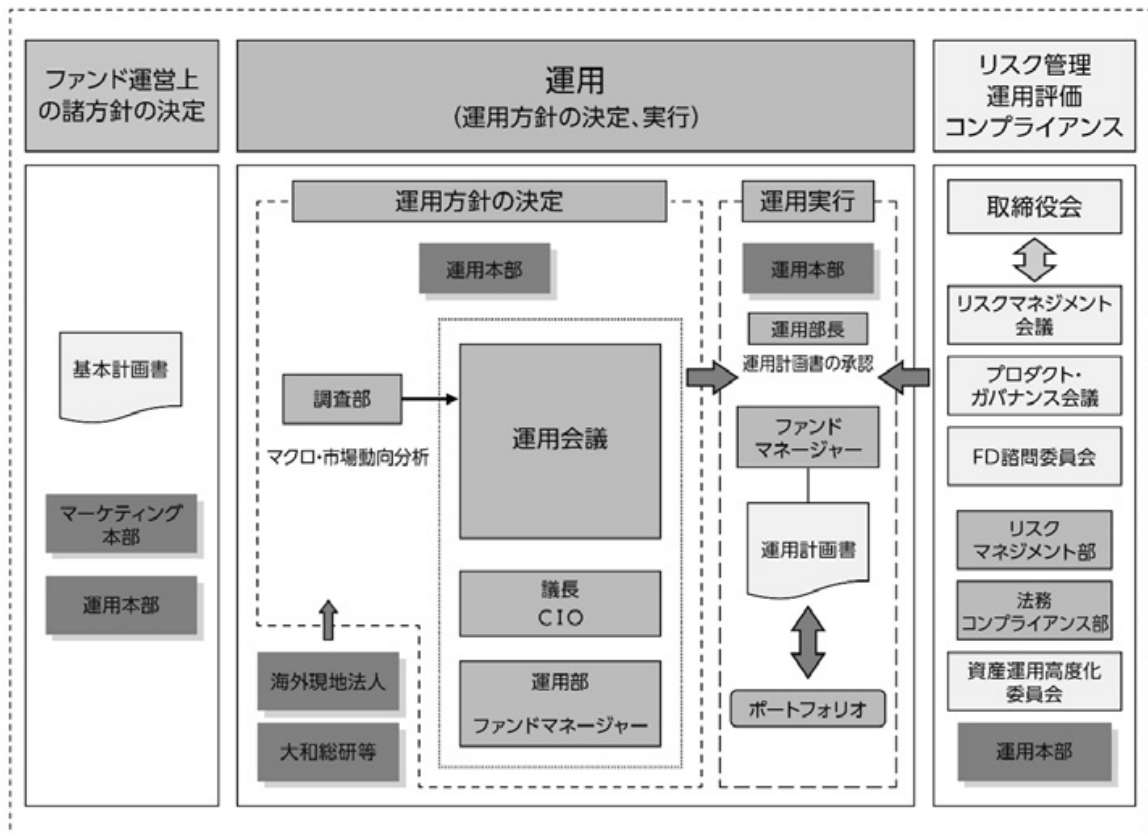 ファンド運営上
の諸方針の決定
運用
(運用方針の決定、実行)
リスク管理
運用評価
コンプライアンス
基本計画書
マーケティング
本部
運用本部
運用方針の決定
運用本部
調査部
マクロ・市場動向分析
運用会議
議長
CIO
運用部
ファンドマネージャー
海外現地法人
大和総研等
運用実行
運用本部
運用部長
運用計画書の承認
ファンド
マネージャー
運用計画書
ポートフォリオ
取締役会
リスクマネジメント
会議
プロダクト・
ガバナンス会議
FD諮問委員会
リスク
マネジメント部
法務
コンプライアンス部
資産運用高度化
委員会
運用本部